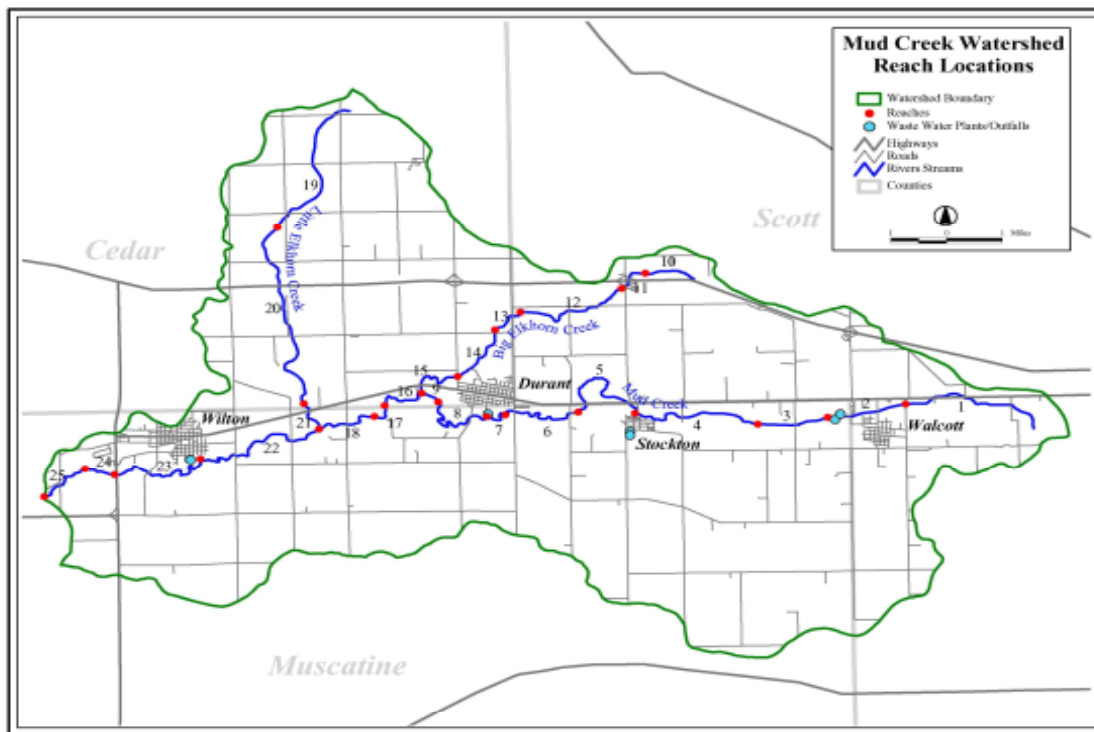 Mud Creek Watershed
Reach Locations
Watershed Boundary
Reaches
Waste Water Plants/Outfalls
Highways
Roads
Rivers Streams
Counties
1 0 1 Miles
Scott
Cedar
Muscatine
19
Little Elkhorn Creek
20
10
11
12
13
Big Elkhorn Creek
14
15
16
9
Durant
5
Mud Creek
Wilton
21
18
17
8
7
6
Stockton
4
3
2
1
Walcott
22
23
24
25